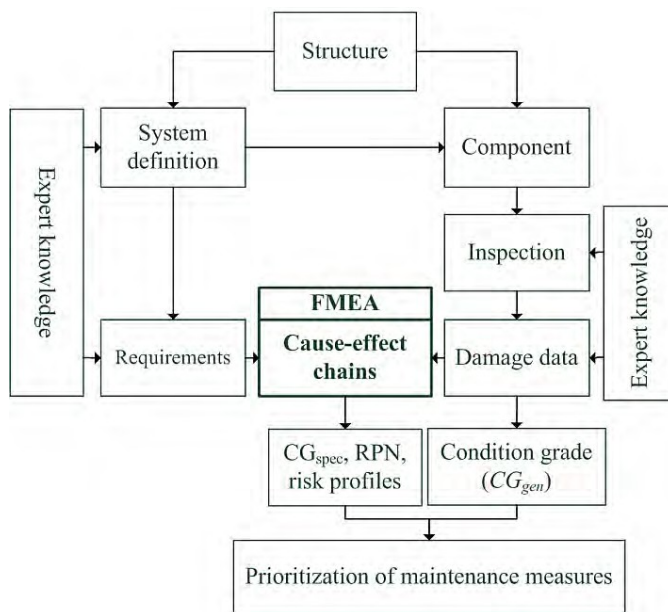 Structure
System
definition
Component
Expert knowledge
Inspection
Expert knowledge
FMEA
Requirements
Cause-effect
chains
Damage data
CGspec, RPN,
risk profiles
Condition grade
(CGgen)
Prioritization of maintenance measures